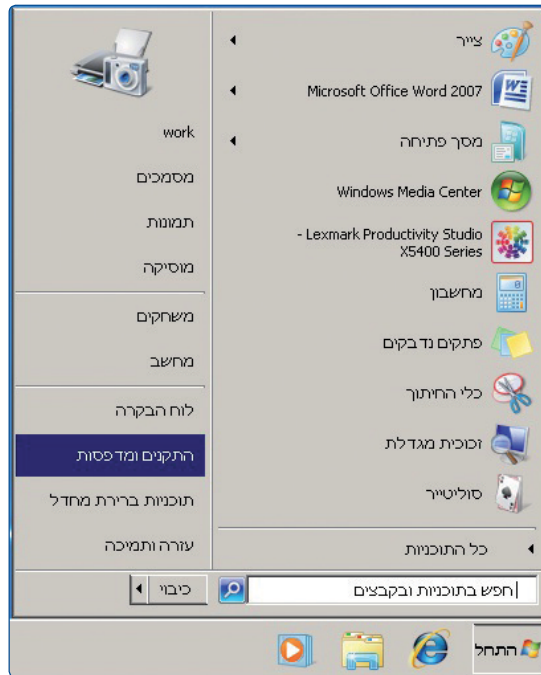 צייר
Microsoft Office Word 2007
מסך פתיחה
Windows Media Center
Lexmark Productivity Studio -
X5400 Series
מחשבון
פתקים נדבקים
כלי החיתוך
זכוכית מגדלת
סוליטייר
כל התוכניות
חפש בתוכניות ובקבצים
work
מסמכים
תמונות
מוסיקה
משחקים
מחשב
לוח הבקרה
התקנים ומדפסות
תוכניות ברירת מחדל
עזרה ותמיכה
כיבוי
התחל